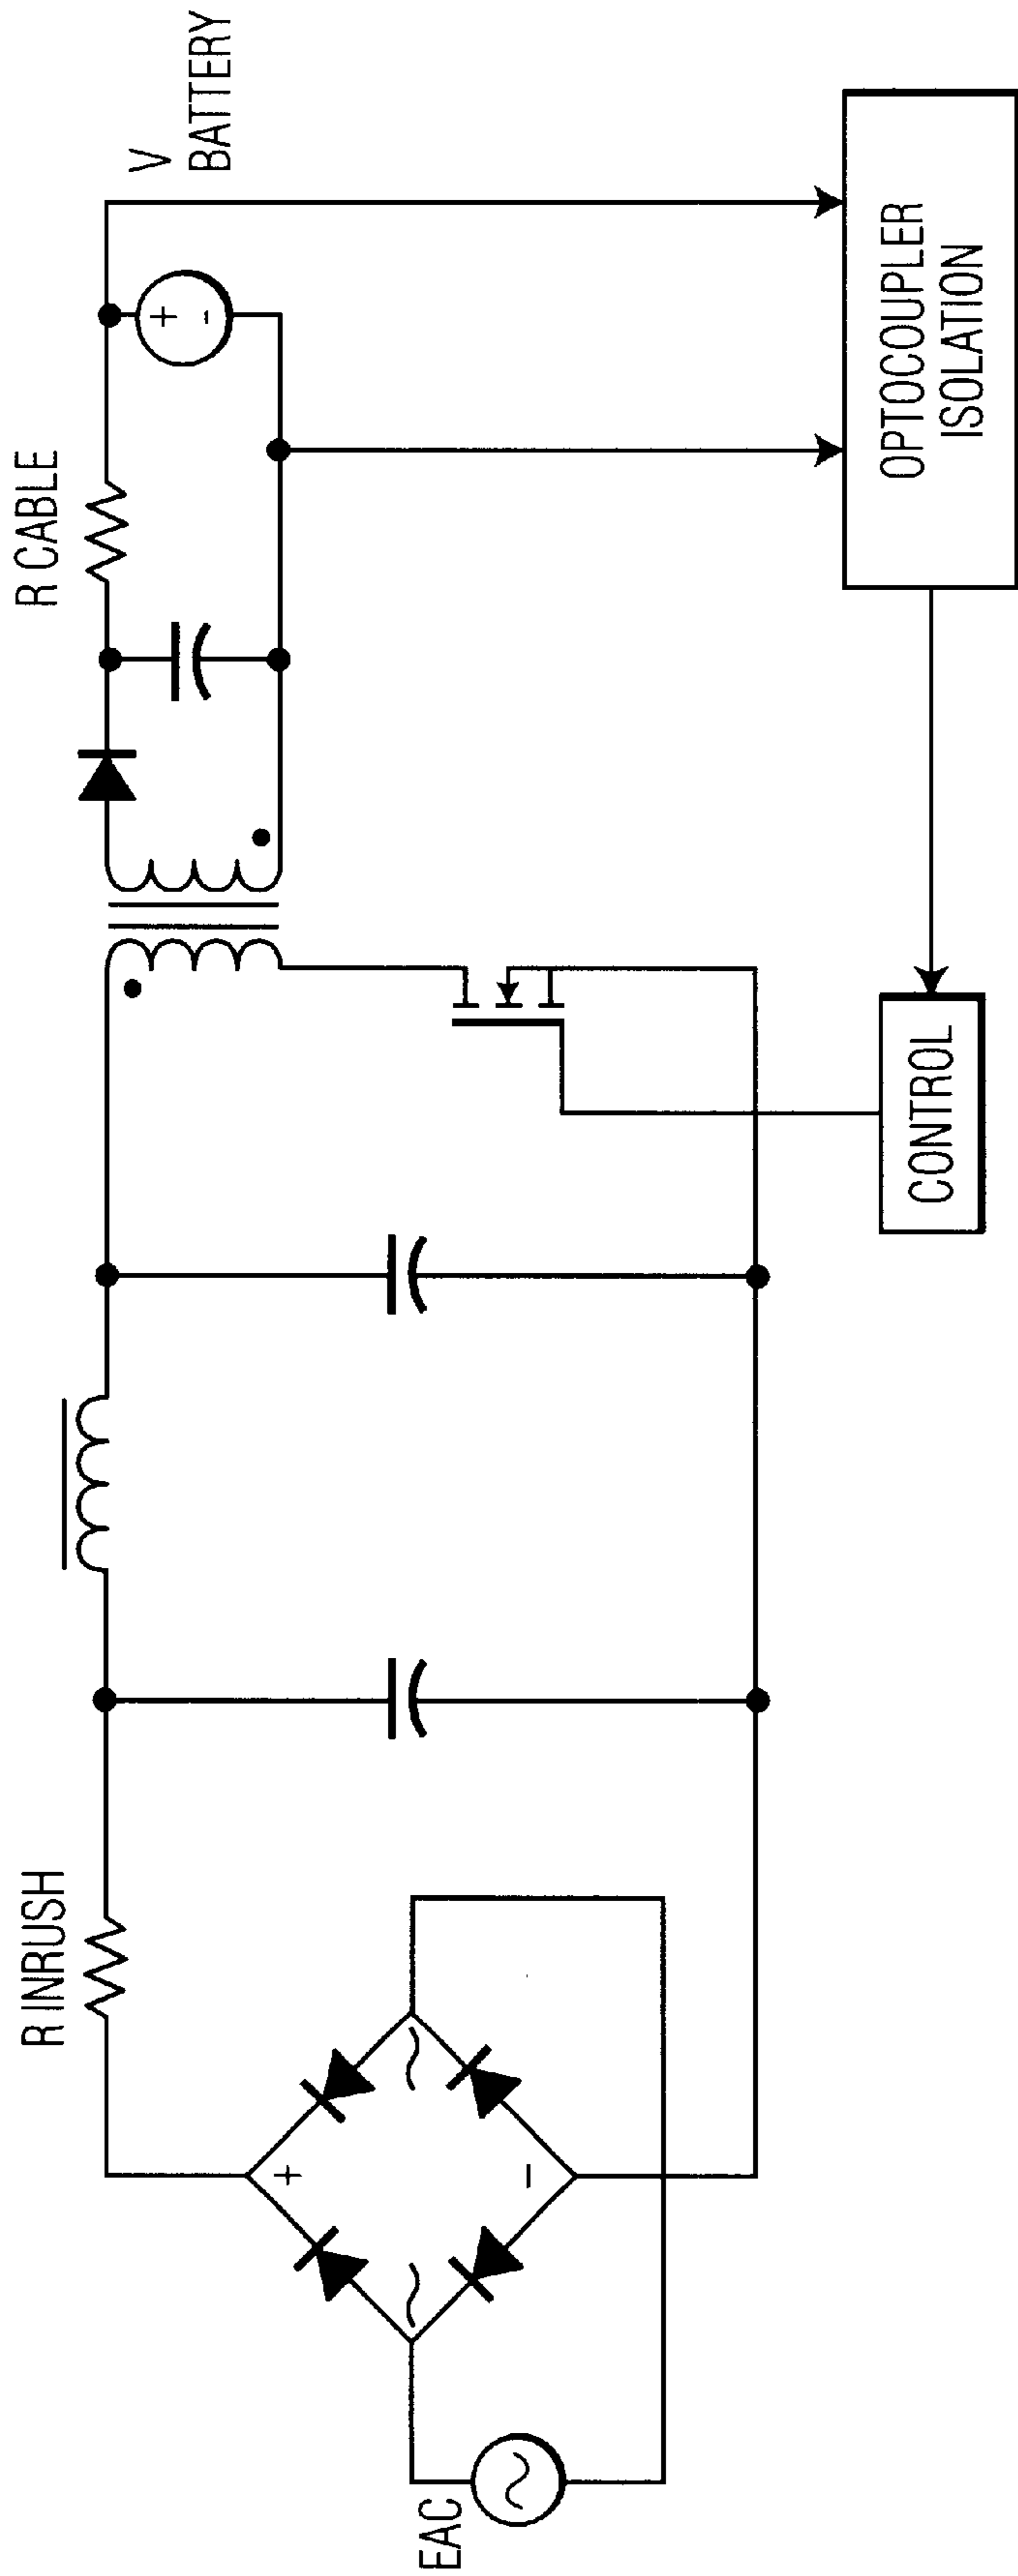 EAC
R INRUSH
+
−
R CABLE
+
-
V
BATTERY
CONTROL
OPTOCOUPLER
ISOLATION